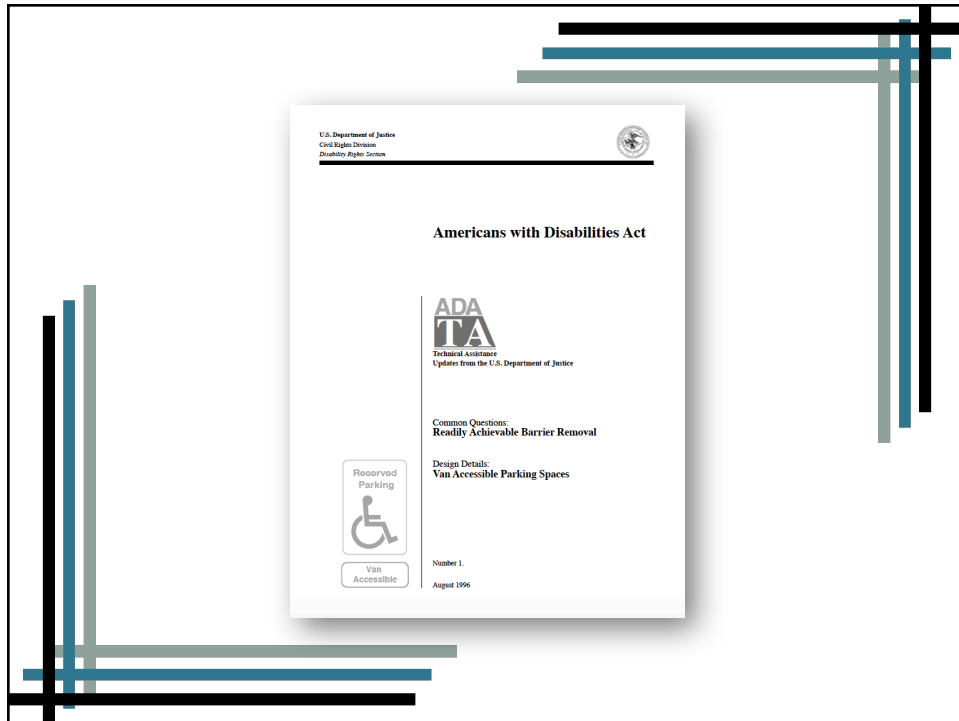 U.S. Department of Justice
Civil Rights Division
Disability Rights Section
Americans with Disabilities Act
ADA
TA
Technical Assistance
Updates from the U.S. Department of Justice
Common Questions:
Readily Achievable Barrier Removal
Design Details:
Van Accessible Parking Spaces
Reserved
Parking
Van
Accessible
Number 1.
August 1996